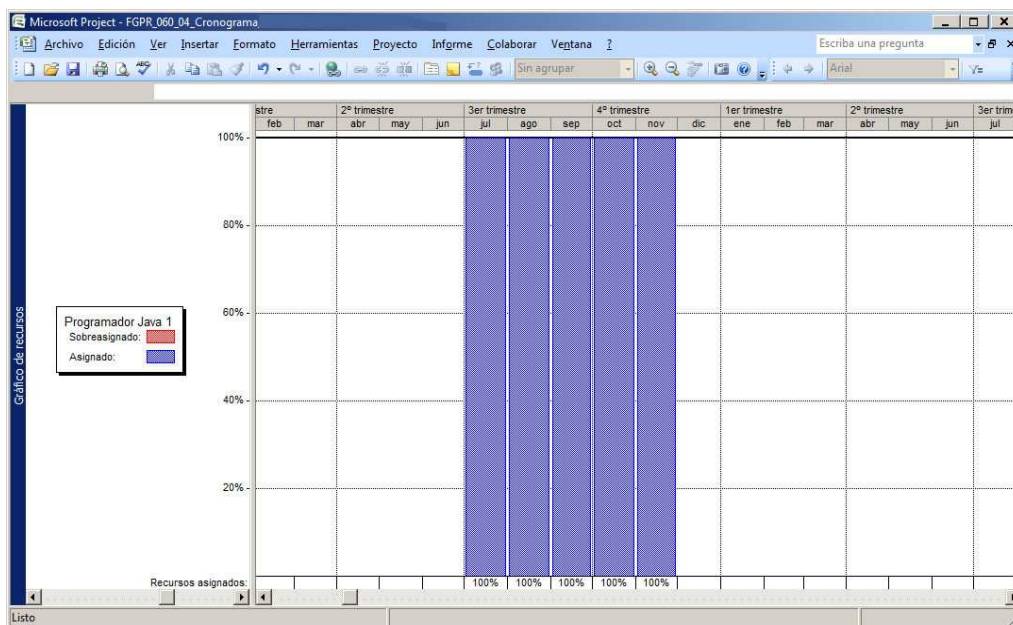 Microsoft Project - FGPR_060_04_Cronograma
Archivo Edición Ver Insertar Formato Herramientas Proyecto Informe Colaborar Ventana ? Escriba una pregunta
Sin agrupar Arial
stre 2º trimestre 3er trimestre 4º trimestre 1er trimestre 2º trimestre 3er trim
feb mar abr may jun jul ago sep oct nov dic ene feb mar abr may jun jul
100%
80%
60%
40%
20%
Gráfico de recursos
Programador Java 1
Sobreasignado:
Asignado:
Recursos asignados: 100% 100% 100% 100% 100%
Listo